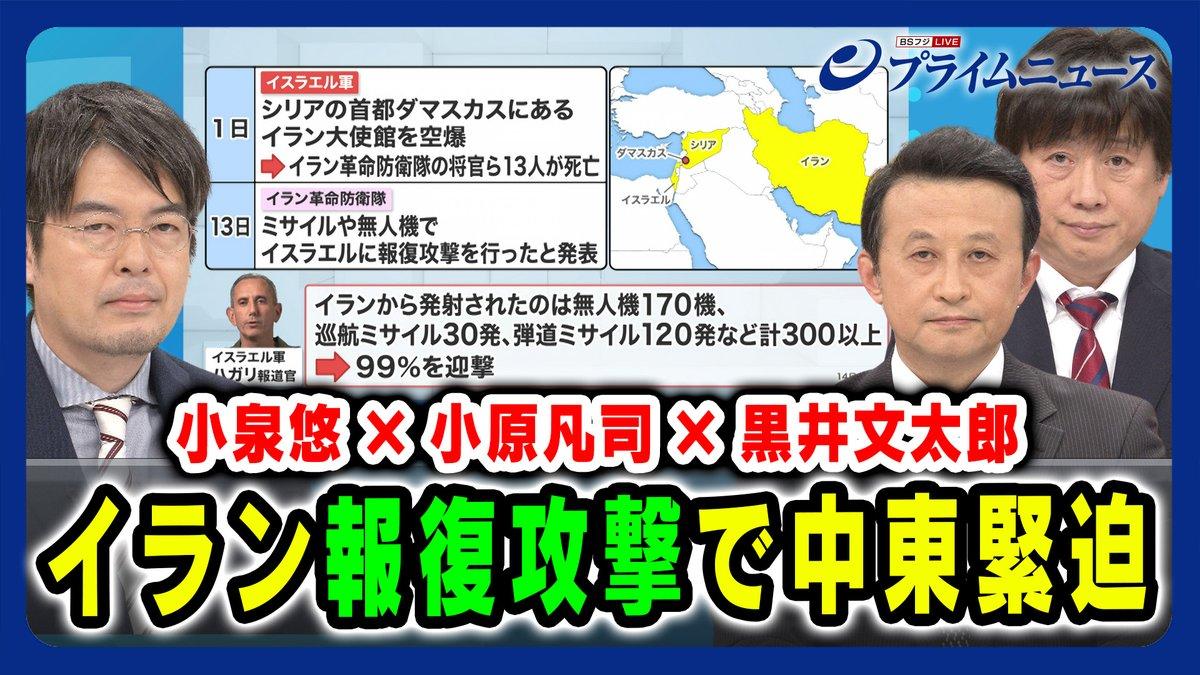 BSフジ LIVE
プライムニュース
1日
イスラエル軍
シリアの首都ダマスカスにある
イラン大使館を空爆
➡イラン革命防衛隊の将官ら13人が死亡
13日
イラン革命防衛隊
ミサイルや無人機で
イスラエルに報復攻撃を行ったと発表
シリア
ダマスカス
イラン
イスラエル
イランから発射されたのは無人機170機、
巡航ミサイル30発、弾道ミサイル120発など計300以上
➡99%を迎撃
イスラエル軍
ハガリ報道官
小泉悠×小原凡司×黒井文太郎
イラン報復攻撃で中東緊迫